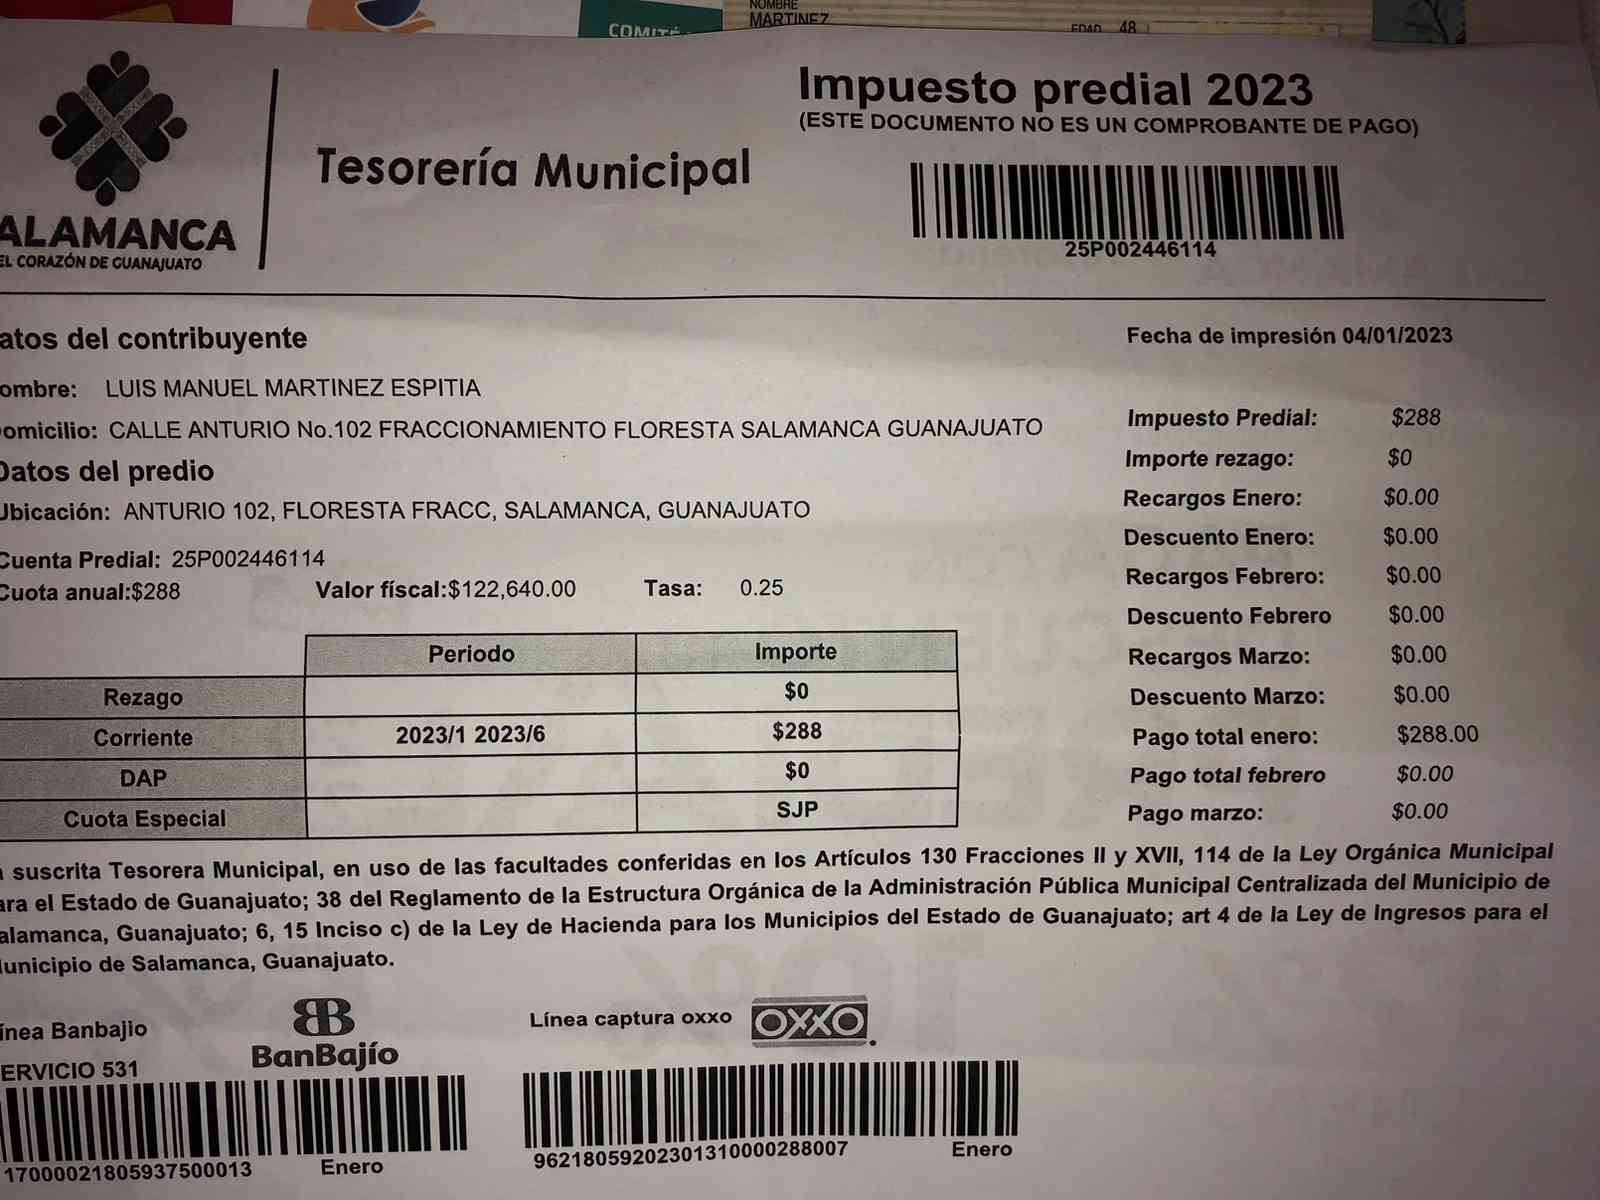 COMITÉ
NOMBRE
MARTINEZ
EDAD 48
ALAMANCA
EL CORAZÓN DE GUANAJUATO
Tesorería Municipal
Impuesto predial 2023
(ESTE DOCUMENTO NO ES UN COMPROBANTE DE PAGO)
25P002446114
atos del contribuyente
Fecha de impresión 04/01/2023
ombre: LUIS MANUEL MARTINEZ ESPITIA
omicilio: CALLE ANTURIO No.102 FRACCIONAMIENTO FLORESTA SALAMANCA GUANAJUATO
Datos del predio
Ubicación: ANTURIO 102, FLORESTA FRACC, SALAMANCA, GUANAJUATO
Cuenta Predial: 25P002446114
Cuota anual:$288 Valor físcal:$122,640.00 Tasa: 0.25
Periodo Importe
Rezago $0
Corriente 2023/1 2023/6 $288
DAP $0
Cuota Especial SJP
Impuesto Predial: $288
Importe rezago: $0
Recargos Enero: $0.00
Descuento Enero: $0.00
Recargos Febrero: $0.00
Descuento Febrero $0.00
Recargos Marzo: $0.00
Descuento Marzo: $0.00
Pago total enero: $288.00
Pago total febrero $0.00
Pago marzo: $0.00
a suscrita Tesorera Municipal, en uso de las facultades conferidas en los Artículos 130 Fracciones II y XVII, 114 de la Ley Orgánica Municipal
ara el Estado de Guanajuato; 38 del Reglamento de la Estructura Orgánica de la Administración Pública Municipal Centralizada del Municipio de
alamanca, Guanajuato; 6, 15 Inciso c) de la Ley de Hacienda para los Municipios del Estado de Guanajuato; art 4 de la Ley de Ingresos para el
unicipio de Salamanca, Guanajuato.
ínea Banbajio
BanBajío
ERVICIO 531
17000021805937500013 Enero
Línea captura oxxo OXXO
96218059202301310000288007 Enero